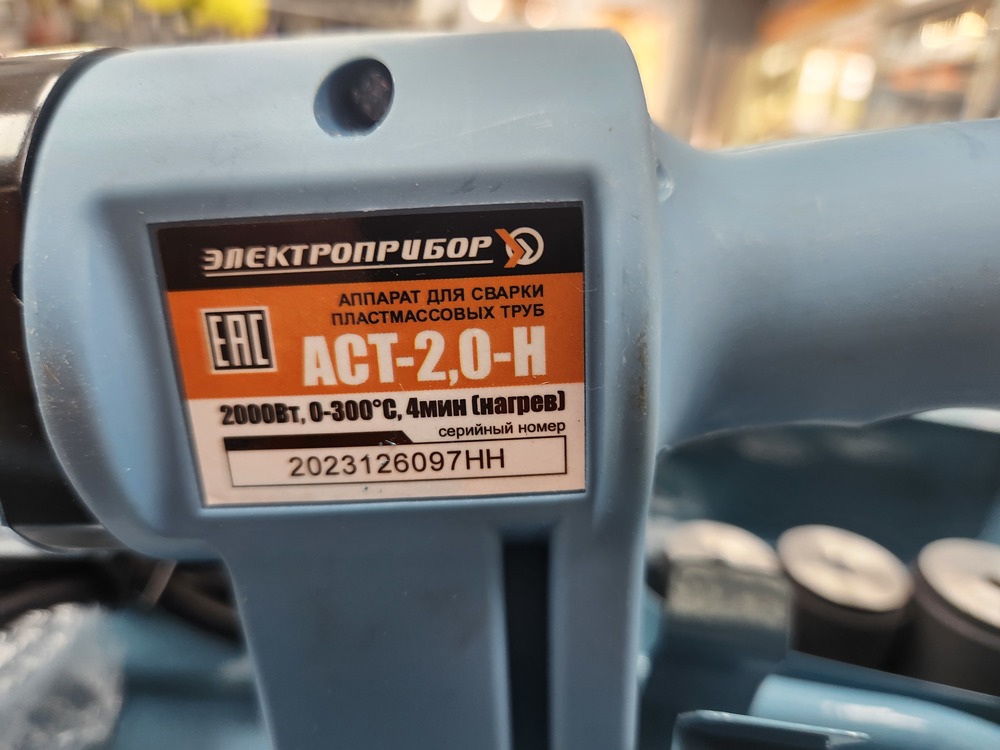 ЭЛЕКТРОПРИБОР
АППАРАТ ДЛЯ СВАРКИ
ПЛАСТМАССОВЫХ ТРУБ
EAC
АСТ-2,0-Н
2000Вт, 0-300°С, 4мин (нагрев)
серийный номер
2023126097НН